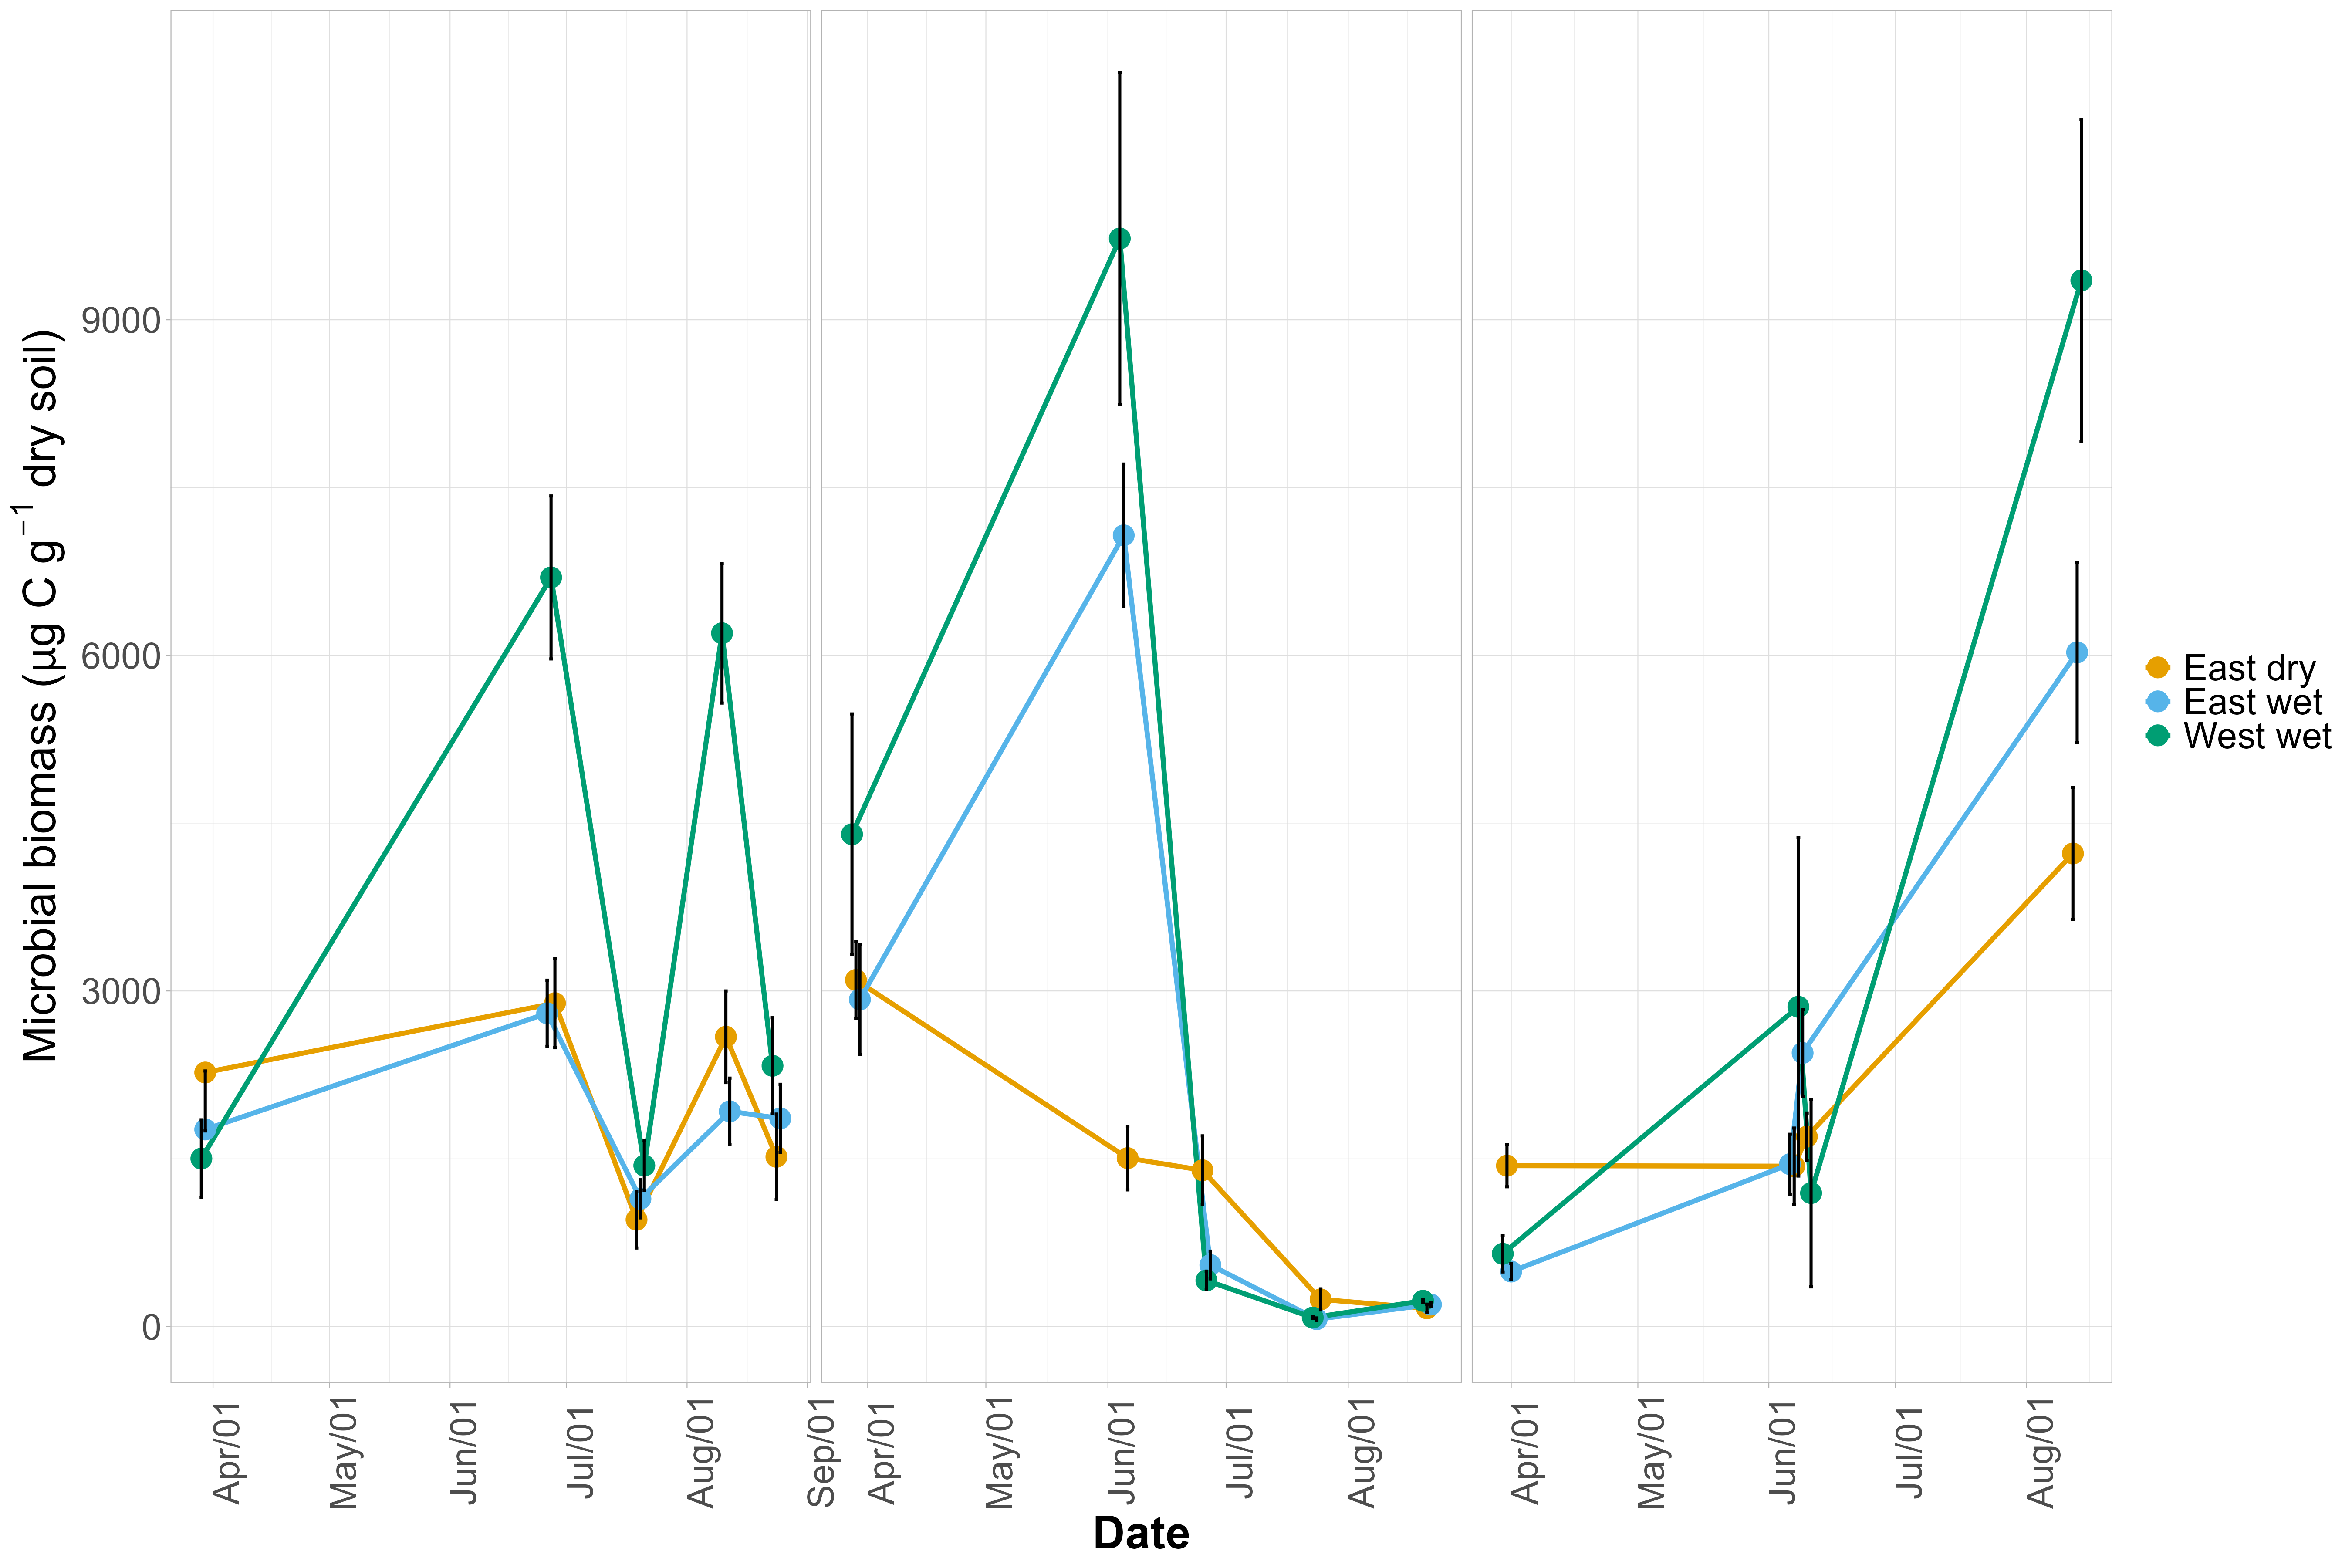 Microbial biomass (µg C g⁻¹ dry soil)
9000
6000
3000
0
Apr/01
May/01
Jun/01
Jul/01
Aug/01
Sep/01
Apr/01
May/01
Jun/01
Jul/01
Aug/01
Apr/01
May/01
Jun/01
Jul/01
Aug/01
Date
East dry
East wet
West wet